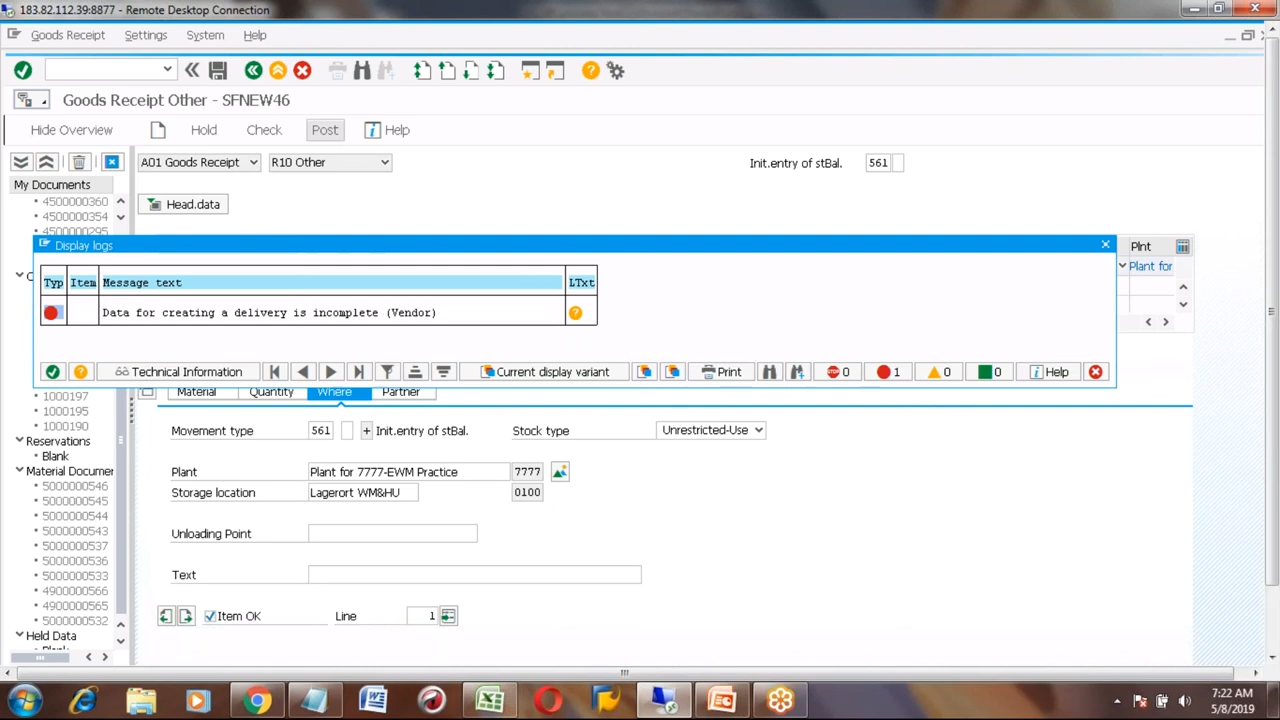 183.82.112.39:8877 - Remote Desktop Connection
Goods Receipt Settings System Help
Goods Receipt Other - SFNEW46
Hide Overview Hold Check Post Help
A01 Goods Receipt R10 Other Init.entry of stBal. 561
My Documents
4500000360 Head.data
4500000354
4500000295
Display logs Plnt
Plant for
Typ Item Message text LTxt
Data for creating a delivery is incomplete (Vendor)
Technical Information Current display variant Print STOP 0 1 0 0 Help
Material Quantity Where Partner
1000197
1000195
1000190
Movement type 561 + Init.entry of stBal. Stock type Unrestricted-Use
Reservations
Blank
Material Documer
Plant Plant for 7777-EWM Practice 7777
5000000546
Storage location Lagerort WM&HU 0100
5000000545
5000000544
5000000543
Unloading Point
5000000537
5000000536
5000000533
Text
4900000566
4900000565
5000000532
Item OK Line 1
Held Data
7:22 AM
5/8/2019